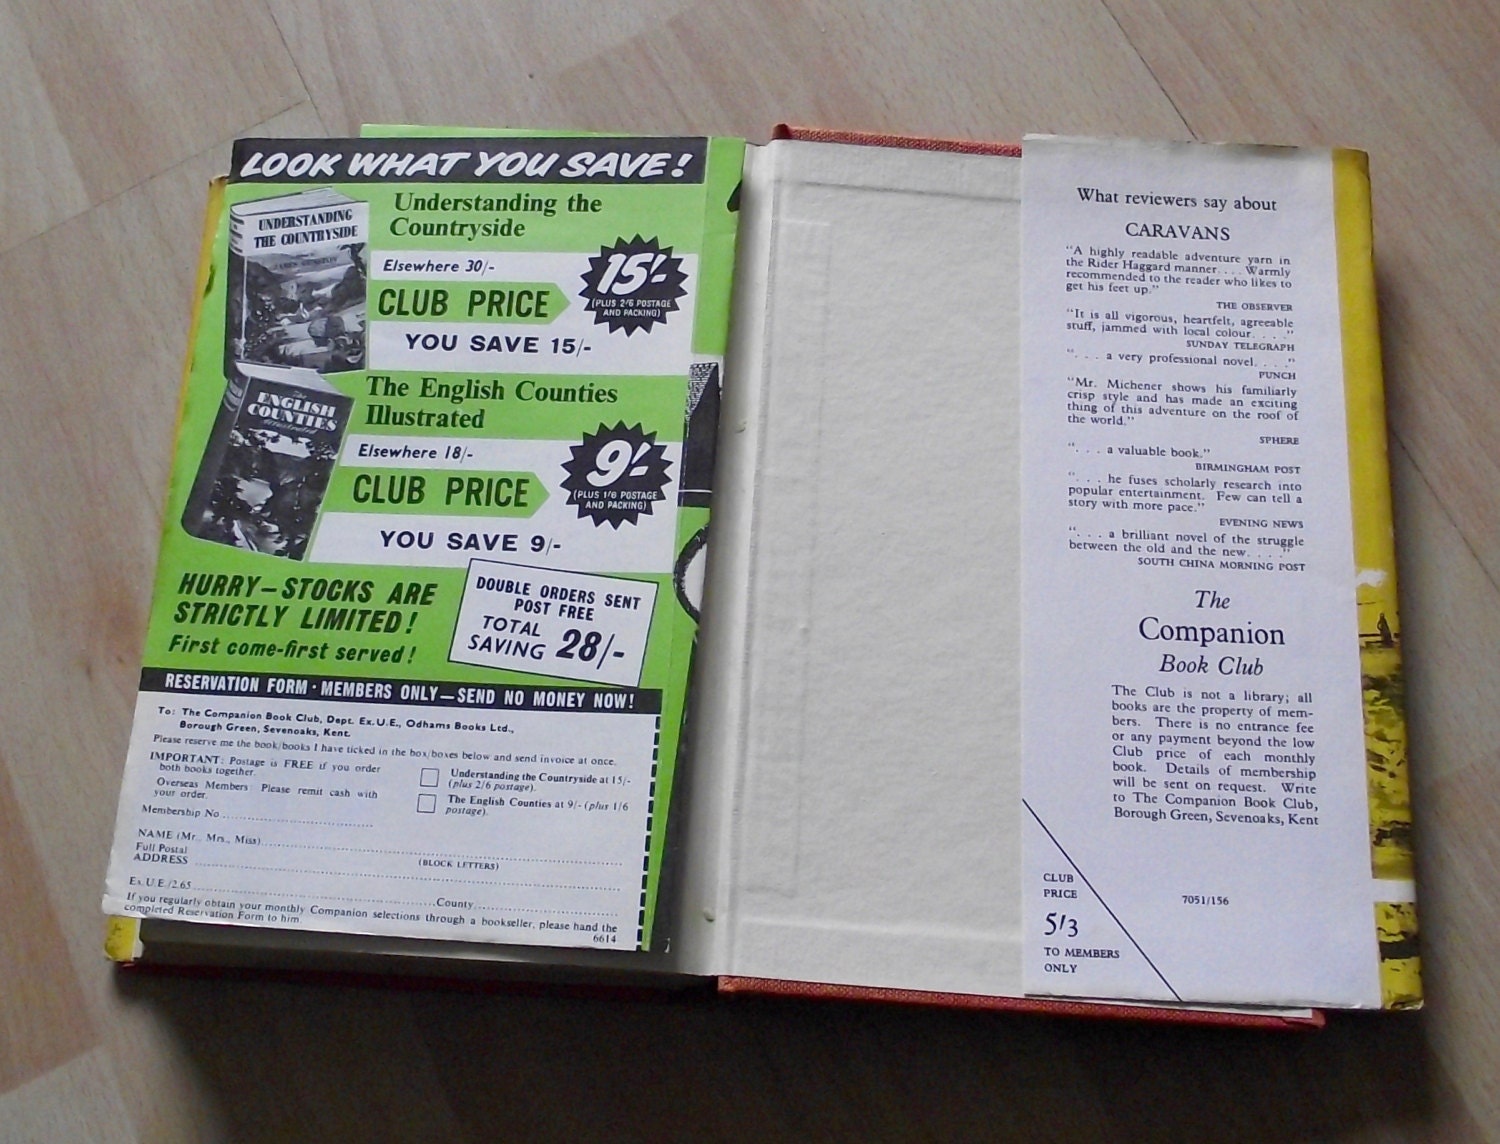 LOOK WHAT YOU SAVE!
UNDERSTANDING
THE COUNTRYSIDE
Understanding the
Countryside
Elsewhere 30/-
CLUB PRICE
15/-
(PLUS 2/6 POSTAGE
AND PACKING)
YOU SAVE 15/-
The
ENGLISH
COUNTIES
Illustrated
The English Counties
Illustrated
Elsewhere 18/-
CLUB PRICE
9/-
(PLUS 1/6 POSTAGE
AND PACKING)
YOU SAVE 9/-
HURRY—STOCKS ARE
STRICTLY LIMITED!
First come-first served!
DOUBLE ORDERS SENT
POST FREE
TOTAL
SAVING 28/-
RESERVATION FORM · MEMBERS ONLY—SEND NO MONEY NOW!
To: The Companion Book Club, Dept. Ex.U.E., Odhams Books Ltd.,
Borough Green, Sevenoaks, Kent.
Please reserve me the book/books I have ticked in the box/boxes below and send invoice at once.
IMPORTANT: Postage is FREE if you order
both books together.
Overseas Members Please remit cash with
your order.
Understanding the Countryside at 15/-
(plus 2/6 postage).
The English Counties at 9/- (plus 1/6
postage).
Membership No
NAME (Mr., Mrs., Miss)
Full Postal
ADDRESS
(BLOCK LETTERS)
Ex. U.E./2.65 County
If you regularly obtain your monthly Companion selections through a bookseller, please hand the
completed Reservation Form to him.
6614
What reviewers say about
CARAVANS
"A highly readable adventure yarn in
the Rider Haggard manner. . . . Warmly
recommended to the reader who likes to
get his feet up."
THE OBSERVER
"It is all vigorous, heartfelt, agreeable
stuff, jammed with local colour. . . . "
SUNDAY TELEGRAPH
". . . a very professional novel. . . ."
PUNCH
"Mr. Michener shows his familiarly
crisp style and has made an exciting
thing of this adventure on the roof of
the world."
SPHERE
". . . a valuable book."
BIRMINGHAM POST
". . . he fuses scholarly research into
popular entertainment. Few can tell a
story with more pace."
EVENING NEWS
". . . a brilliant novel of the struggle
between the old and the new. . . ."
SOUTH CHINA MORNING POST
The
Companion
Book Club
The Club is not a library; all
books are the property of mem-
bers. There is no entrance fee
or any payment beyond the low
Club price of each monthly
book. Details of membership
will be sent on request. Write
to The Companion Book Club,
Borough Green, Sevenoaks, Kent
CLUB
PRICE
5/3
TO MEMBERS
ONLY
7051/156